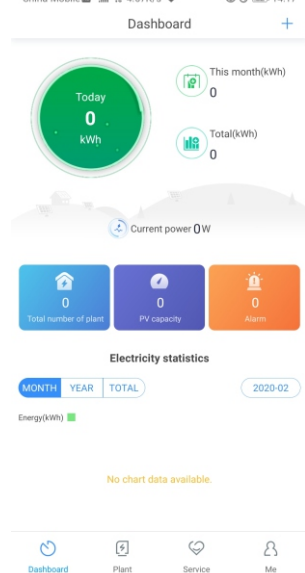 Dashboard
Today
0
kWh
This month(kWh)
0
Total(kWh)
0
Current power 0 W
0
Total number of plant
0
PV capacity
0
Alarm
Electricity statistics
MONTH YEAR TOTAL 2020-02
Energy(kWh)
No chart data available.
Dashboard Plant Service Me